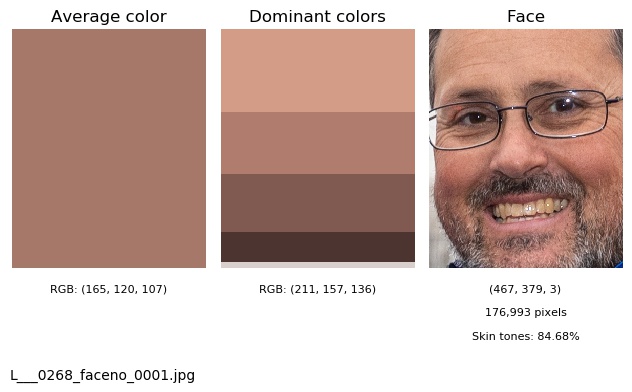 Average color
Dominant colors
Face
RGB: (165, 120, 107)
RGB: (211, 157, 136)
(467, 379, 3)
176,993 pixels
Skin tones: 84.68%
L___0268_faceno_0001.jpg